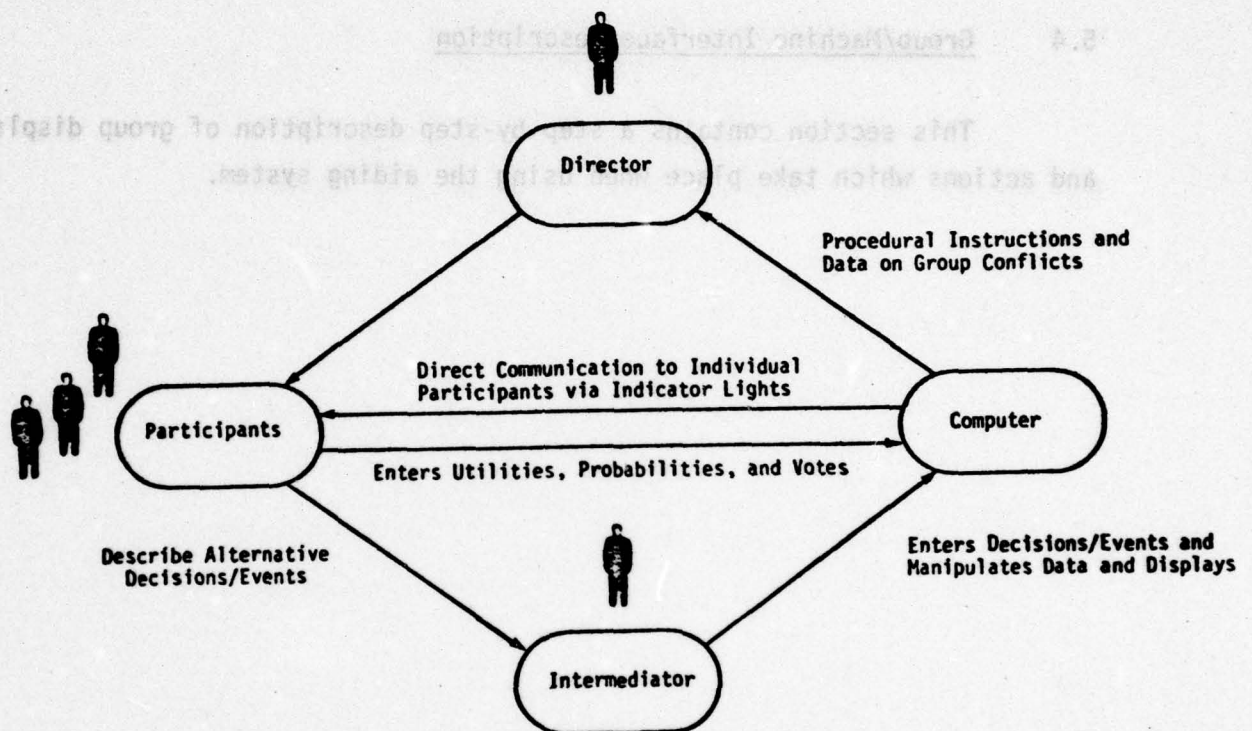 5.4 Group/Machine Interface Description
This section contains a step-by-step description of group displ
and actions which take place when using the aiding system.
Director
Procedural Instructions and
Data on Group Conflicts
Direct Communication to Individual
Participants via Indicator Lights
Participants
Computer
Enters Utilities, Probabilities, and Votes
Describe Alternative
Decisions/Events
Enters Decisions/Events and
Manipulates Data and Displays
Intermediator